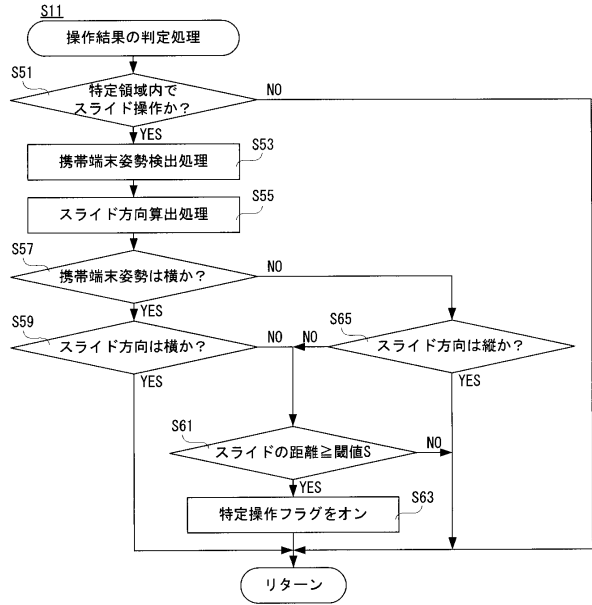 S11
操作結果の判定処理
S51
特定領域内で
スライド操作か？
NO
YES
携帯端末姿勢検出処理
S53
スライド方向算出処理
S55
S57
携帯端末姿勢は横か？
NO
YES
S59
スライド方向は横か？
NO
YES
S65
NO
スライド方向は縦か？
YES
S61
スライドの距離≧閾値S
NO
YES
特定操作フラグをオン
S63
リターン